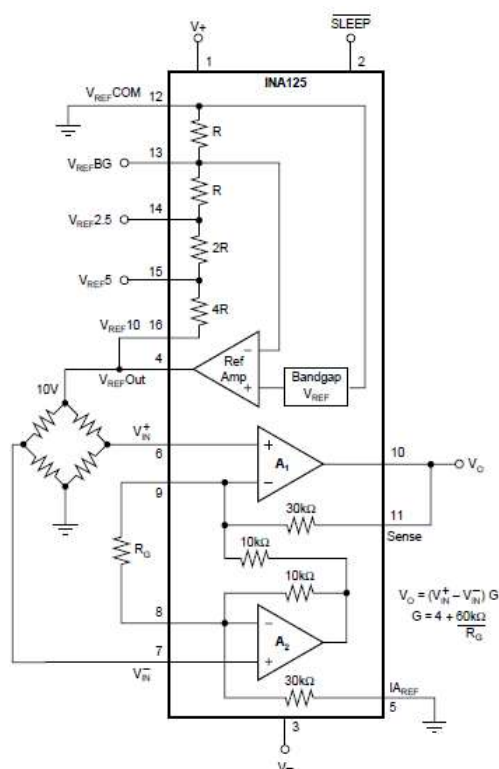 V+
SLEEP
1
2
INA125
VREFCOM
12
R
VREFBG
13
R
VREF2.5
14
2R
VREF5
15
4R
VREF10
16
4
VREFOut
Ref
Amp
−
+
Bandgap
VREF
10V
V+IN
6
+
A1
−
10
VO
9
30kΩ
11
Sense
10kΩ
RG
10kΩ
8
−
A2
+
7
V−IN
30kΩ
IAREF
5
3
V−
VO = (V+IN − V−IN) G
G = 4 + 60kΩ
RG